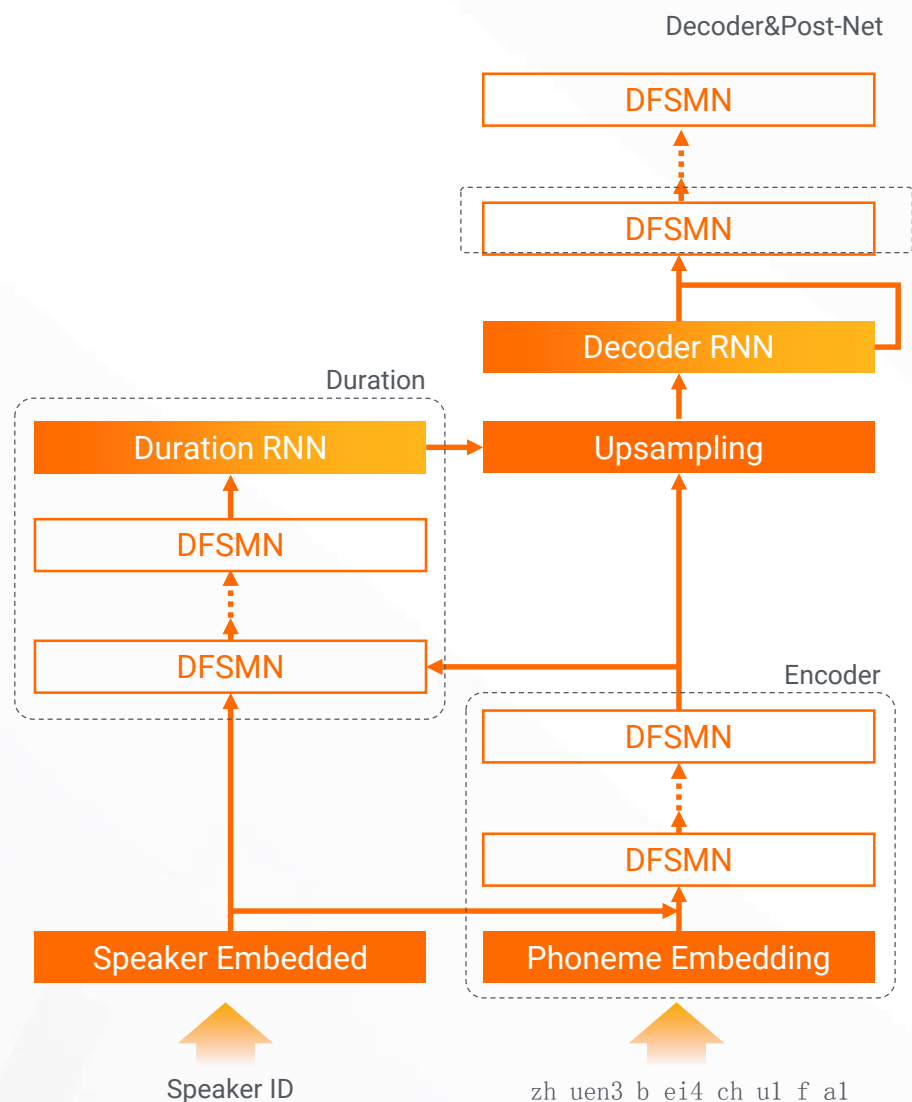 Decoder&Post-Net
DFSMN
DFSMN
Decoder RNN
Duration
Duration RNN
Upsampling
DFSMN
DFSMN
Encoder
DFSMN
DFSMN
Speaker Embedded
Phoneme Embedding
Speaker ID
zh uen3 b ei4 ch u1 f a1